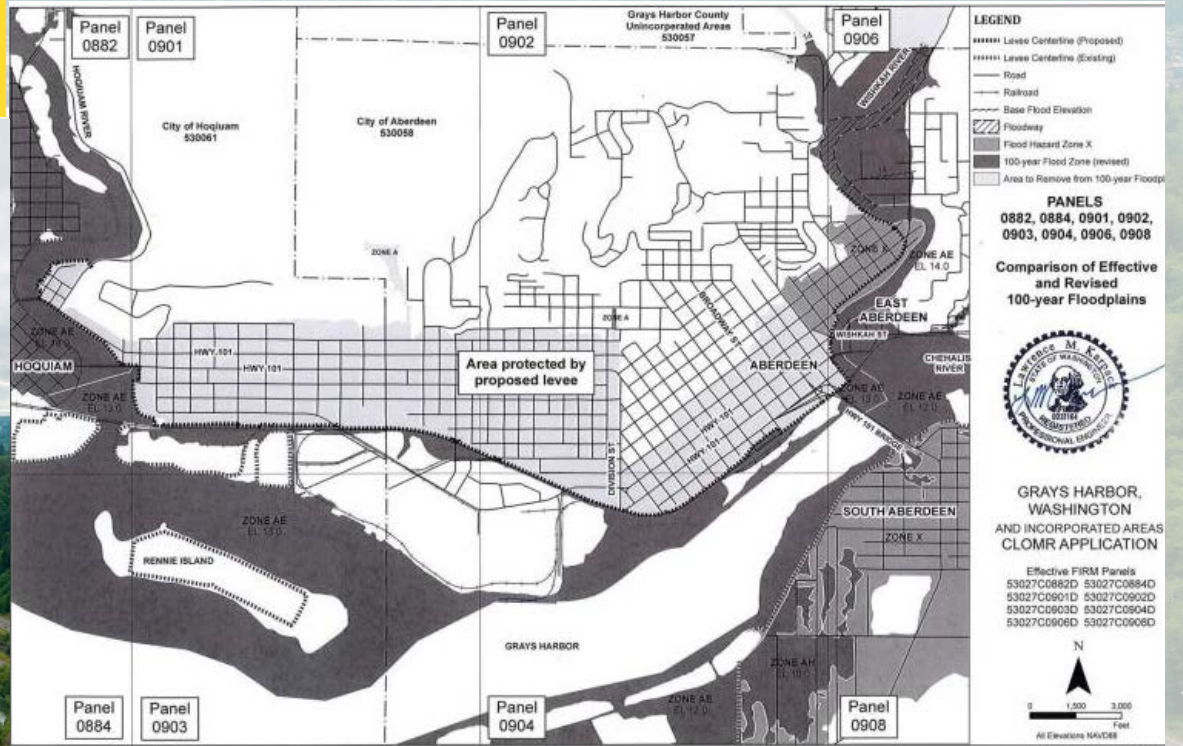 Panel
0882
Panel
0901
Panel
0902
Grays Harbor County
Unincorporated Areas
530057
Panel
0906
HOQUIAM RIVER
WISHKAH RIVER
City of Hoquiam
530061
City of Aberdeen
530058
ZONE A
ZONE A
ZONE X
ZONE AE
EL 14.0
BROADWAY ST
EAST
ABERDEEN
WISHKAH ST
ZONE AE
HOQUIAM
HWY 101
HWY 101
Area protected by
proposed levee
ABERDEEN
CHEHALIS
RIVER
ZONE AE
EL 13.0
ZONE AE
EL 12.0
HWY 101
HWY 101
HWY 101 BRIDGE
DIVISION ST
SOUTH ABERDEEN
ZONE X
ZONE AE
EL 13.0
RENNIE ISLAND
GRAYS HARBOR
ZONE AH
ZONE AE
EL 12.0
Panel
0884
Panel
0903
Panel
0904
Panel
0908
LEGEND
Levee Centerline (Proposed)
Levee Centerline (Existing)
Road
Railroad
Base Flood Elevation
Floodway
Flood Hazard Zone X
100-year Flood Zone (revised)
Area to Remove from 100-year Floodpl
PANELS
0882, 0884, 0901, 0902,
0903, 0904, 0906, 0908
Comparison of Effective
and Revised
100-year Floodplains
Lawrence M. Karpack
STATE OF WASHINGTON
REGISTERED
PROFESSIONAL ENGINEER
GRAYS HARBOR,
WASHINGTON
AND INCORPORATED AREAS
CLOMR APPLICATION
Effective FIRM Panels
53027C0882D 53027C0884D
53027C0901D 53027C0902D
53027C0903D 53027C0904D
53027C0906D 53027C0908D
N
0 1,500 3,000
Feet
All Elevations NAVD88